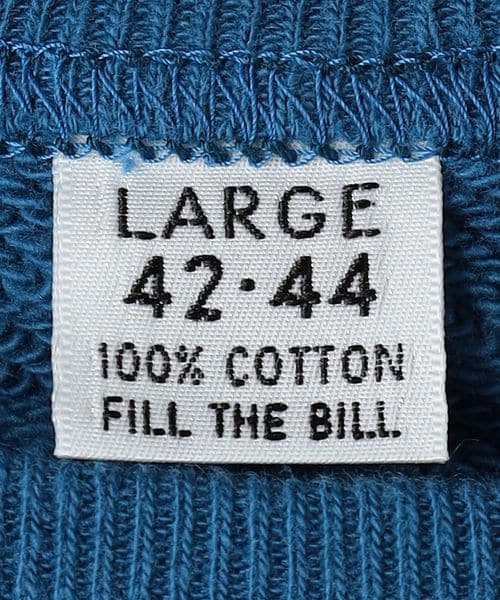 LARGE
42·44
100% COTTON
FILL THE BILL